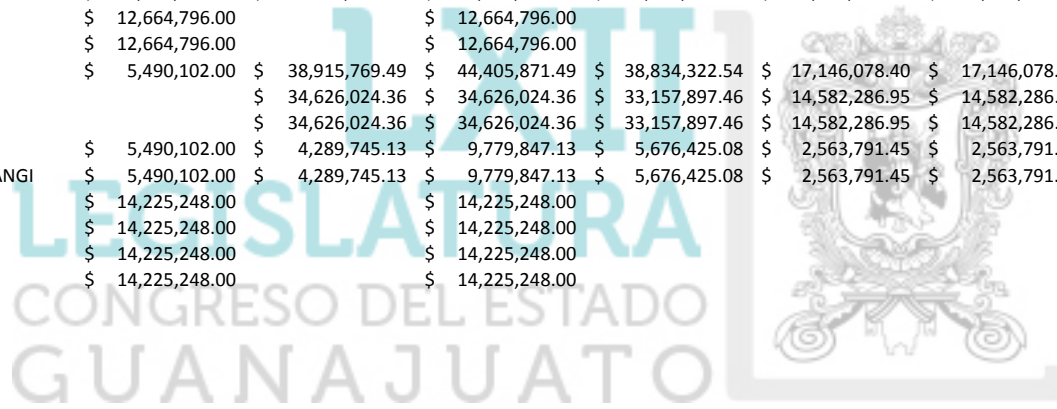 $ 12,664,796.00 $ 12,664,796.00
$ 12,664,796.00 $ 12,664,796.00
$ 5,490,102.00 $ 38,915,769.49 $ 44,405,871.49 $ 38,834,322.54 $ 17,146,078.40 $ 17,146,078.
$ 34,626,024.36 $ 34,626,024.36 $ 33,157,897.46 $ 14,582,286.95 $ 14,582,286.
$ 34,626,024.36 $ 34,626,024.36 $ 33,157,897.46 $ 14,582,286.95 $ 14,582,286.
$ 5,490,102.00 $ 4,289,745.13 $ 9,779,847.13 $ 5,676,425.08 $ 2,563,791.45 $ 2,563,791.
ANGI $ 5,490,102.00 $ 4,289,745.13 $ 9,779,847.13 $ 5,676,425.08 $ 2,563,791.45 $ 2,563,791.
$ 14,225,248.00 $ 14,225,248.00
$ 14,225,248.00 $ 14,225,248.00
$ 14,225,248.00 $ 14,225,248.00
$ 14,225,248.00 $ 14,225,248.00
LXII
LEGISLATURA
CONGRESO DEL ESTADO
GUANAJUATO